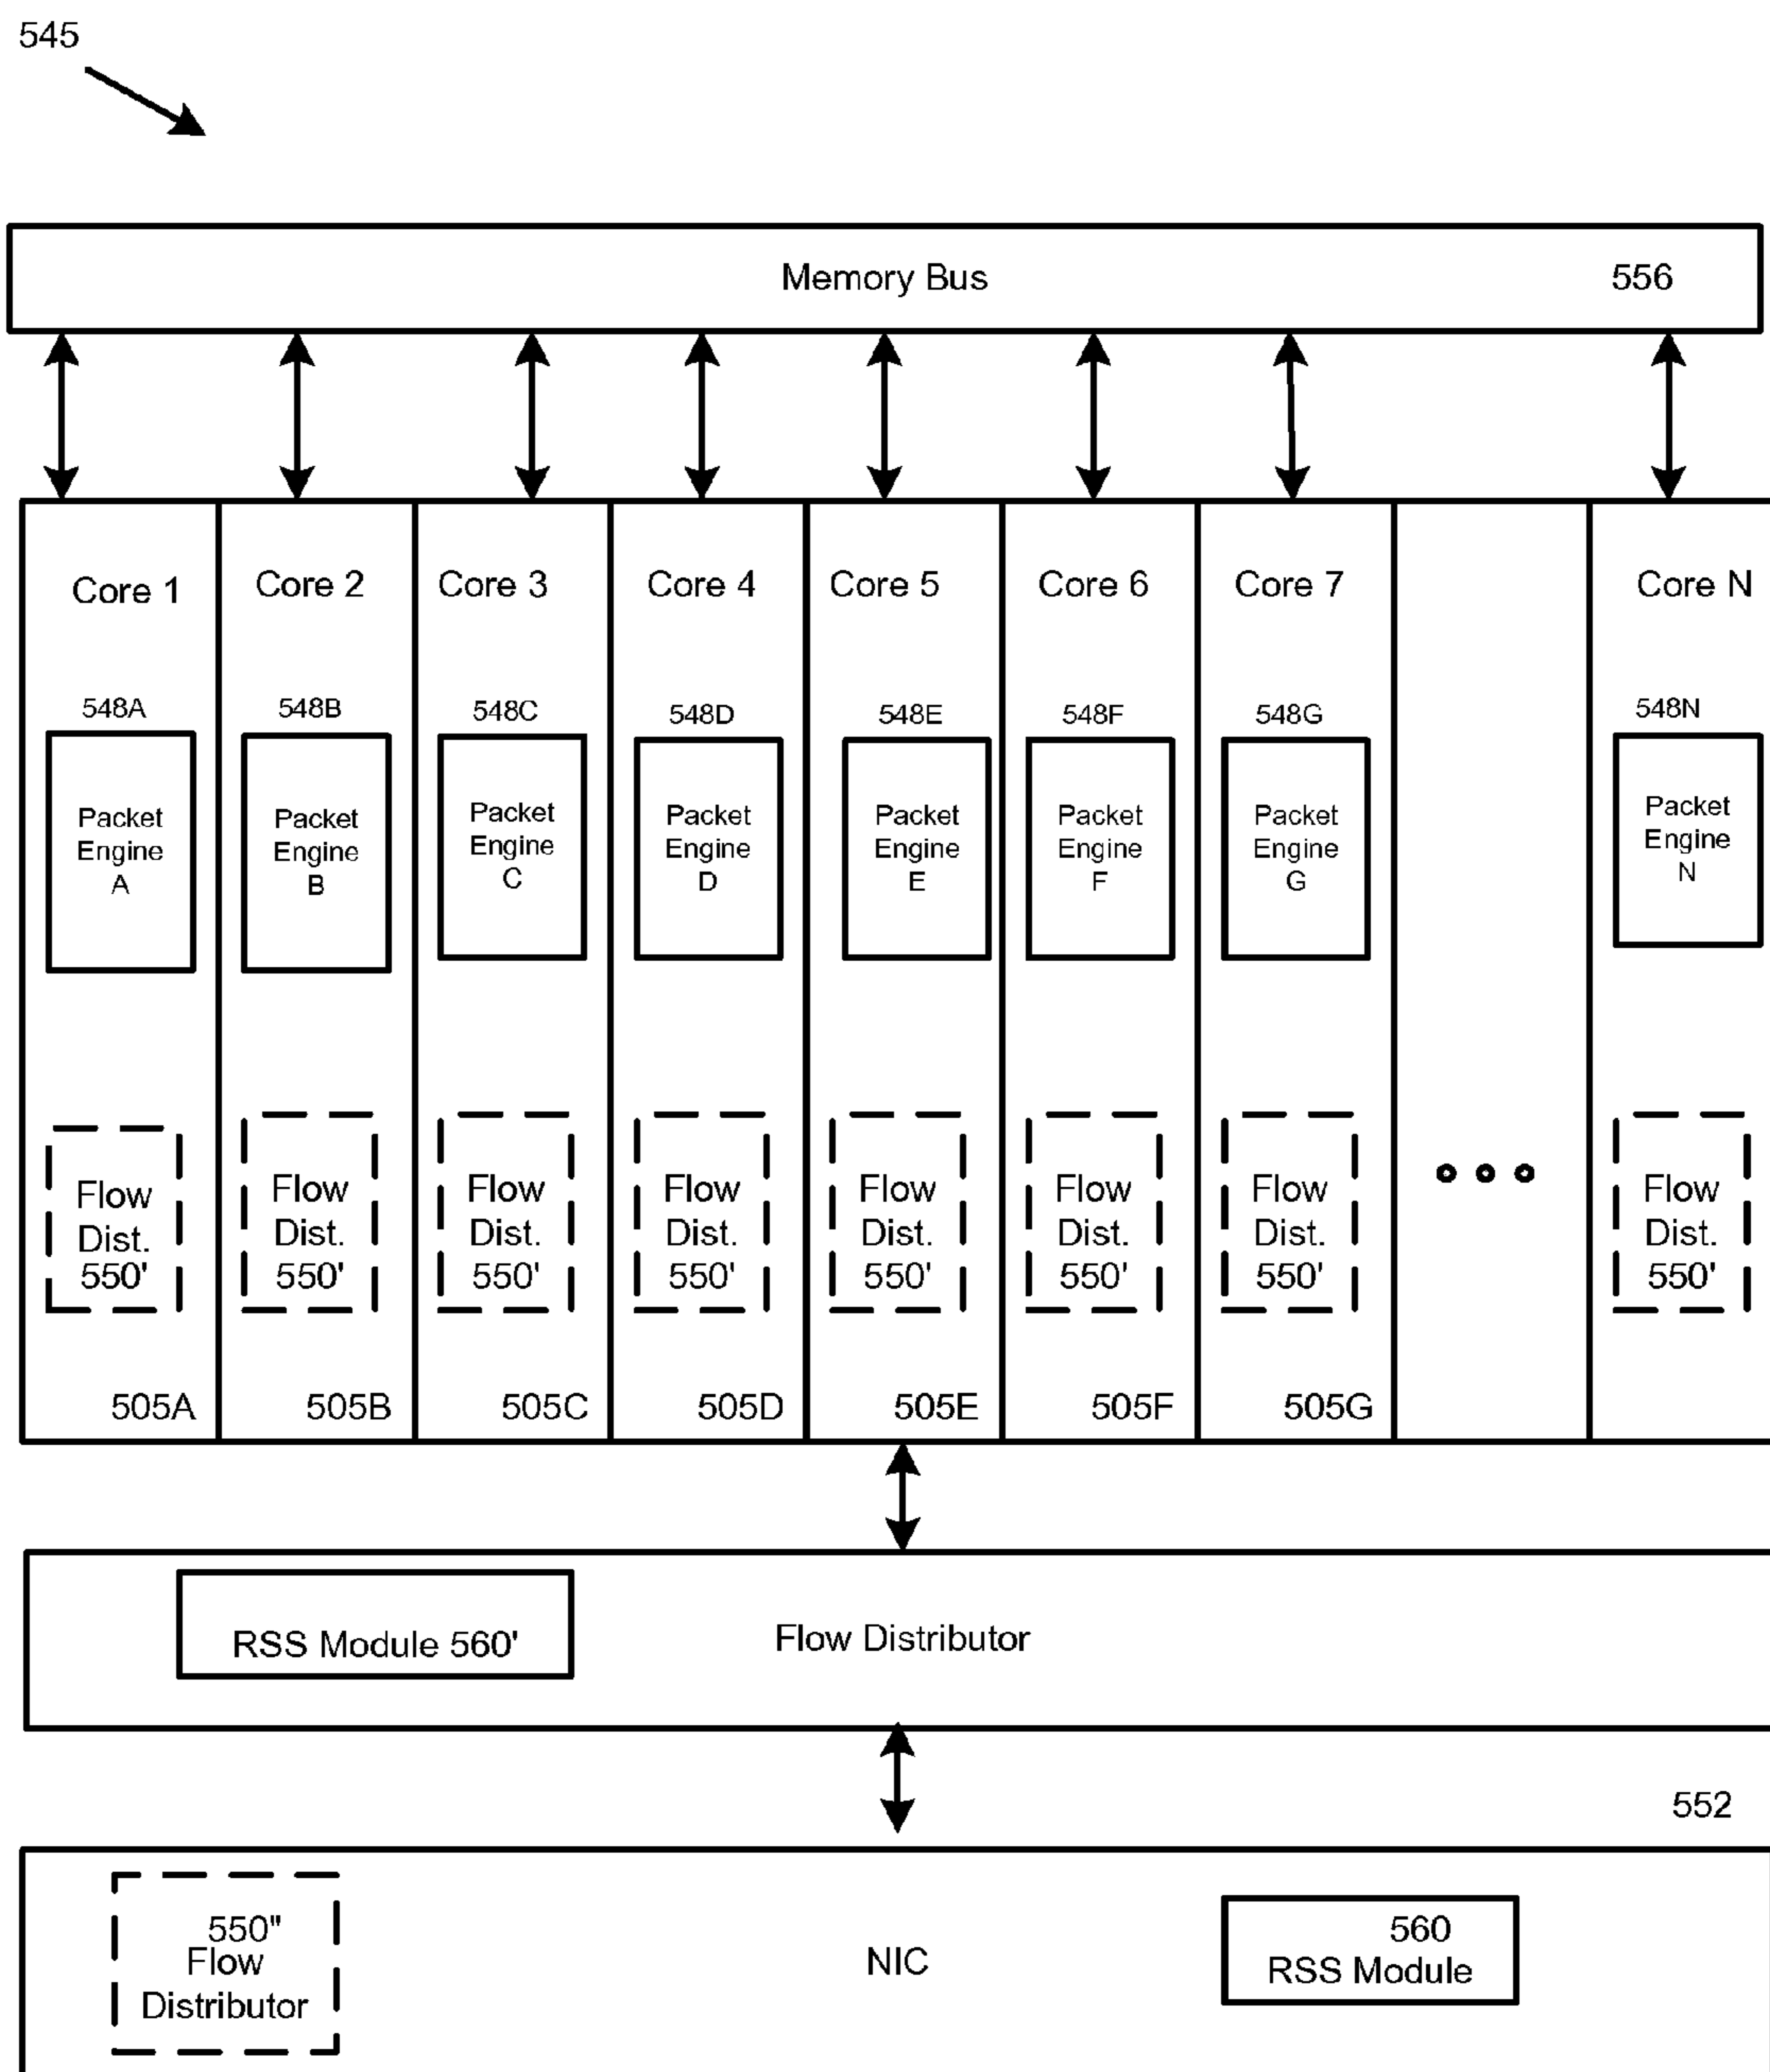 545
Memory Bus 556
Core 1 Core 2 Core 3 Core 4 Core 5 Core 6 Core 7 Core N
548A 548B 548C 548D 548E 548F 548G 548N
Packet Engine A
Packet Engine B
Packet Engine C
Packet Engine D
Packet Engine E
Packet Engine F
Packet Engine G
Packet Engine N
Flow Dist. 550'
Flow Dist. 550'
Flow Dist. 550'
Flow Dist. 550'
Flow Dist. 550'
Flow Dist. 550'
Flow Dist. 550'
Flow Dist. 550'
505A 505B 505C 505D 505E 505F 505G
RSS Module 560' Flow Distributor
552
550"
Flow
Distributor
NIC
560
RSS Module